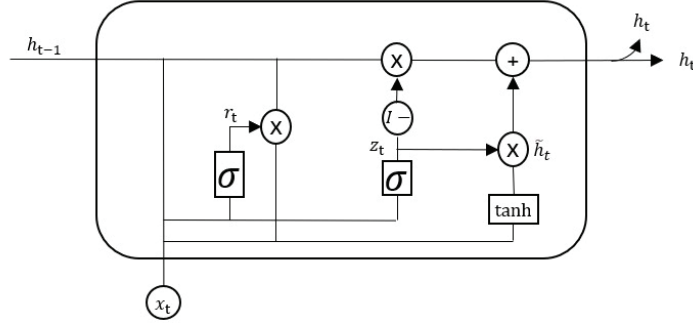 h_t
h_{t−1}
X
+
h_t
r_t
X
I −
z_t
X
h̃_t
σ
σ
tanh
x_t